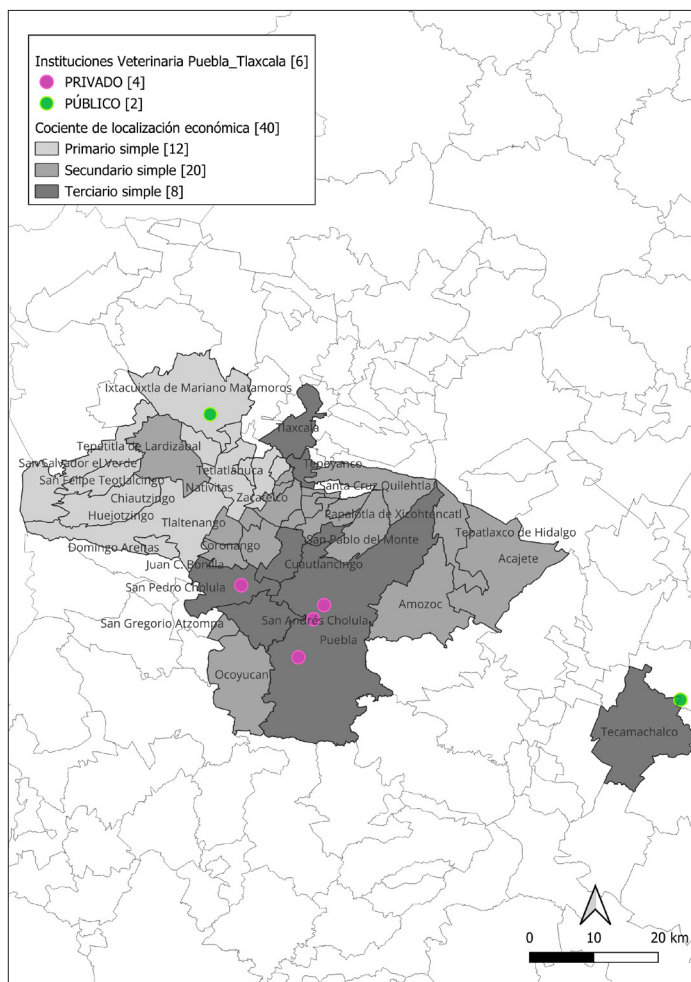 Instituciones Veterinaria Puebla_Tlaxcala [6]
PRIVADO [4]
PÚBLICO [2]
Cociente de localización económica [40]
Primario simple [12]
Secundario simple [20]
Terciario simple [8]
Ixtacuixtla de Mariano Matamoros
Tlaxcala
Tepetitla de Lardizábal
San Salvador el Verde
Tetlatlahuca
Tepeyanco
San Felipe Teotlalcingo
Nativitas
Santa Cruz Quilehtla
Chiautzingo
Zacatelco
Huejotzingo
Papalotla de Xicohténcatl
Tlaltenango
San Pablo del Monte
Tepatlaxco de Hidalgo
Domingo Arenas
Coronango
Acajete
Juan C. Bonilla
Cuautlancingo
San Pedro Cholula
Amozoc
San Gregorio Atzompa
San Andrés Cholula
Puebla
Ocoyucan
Tecamachalco
0 10 20 km